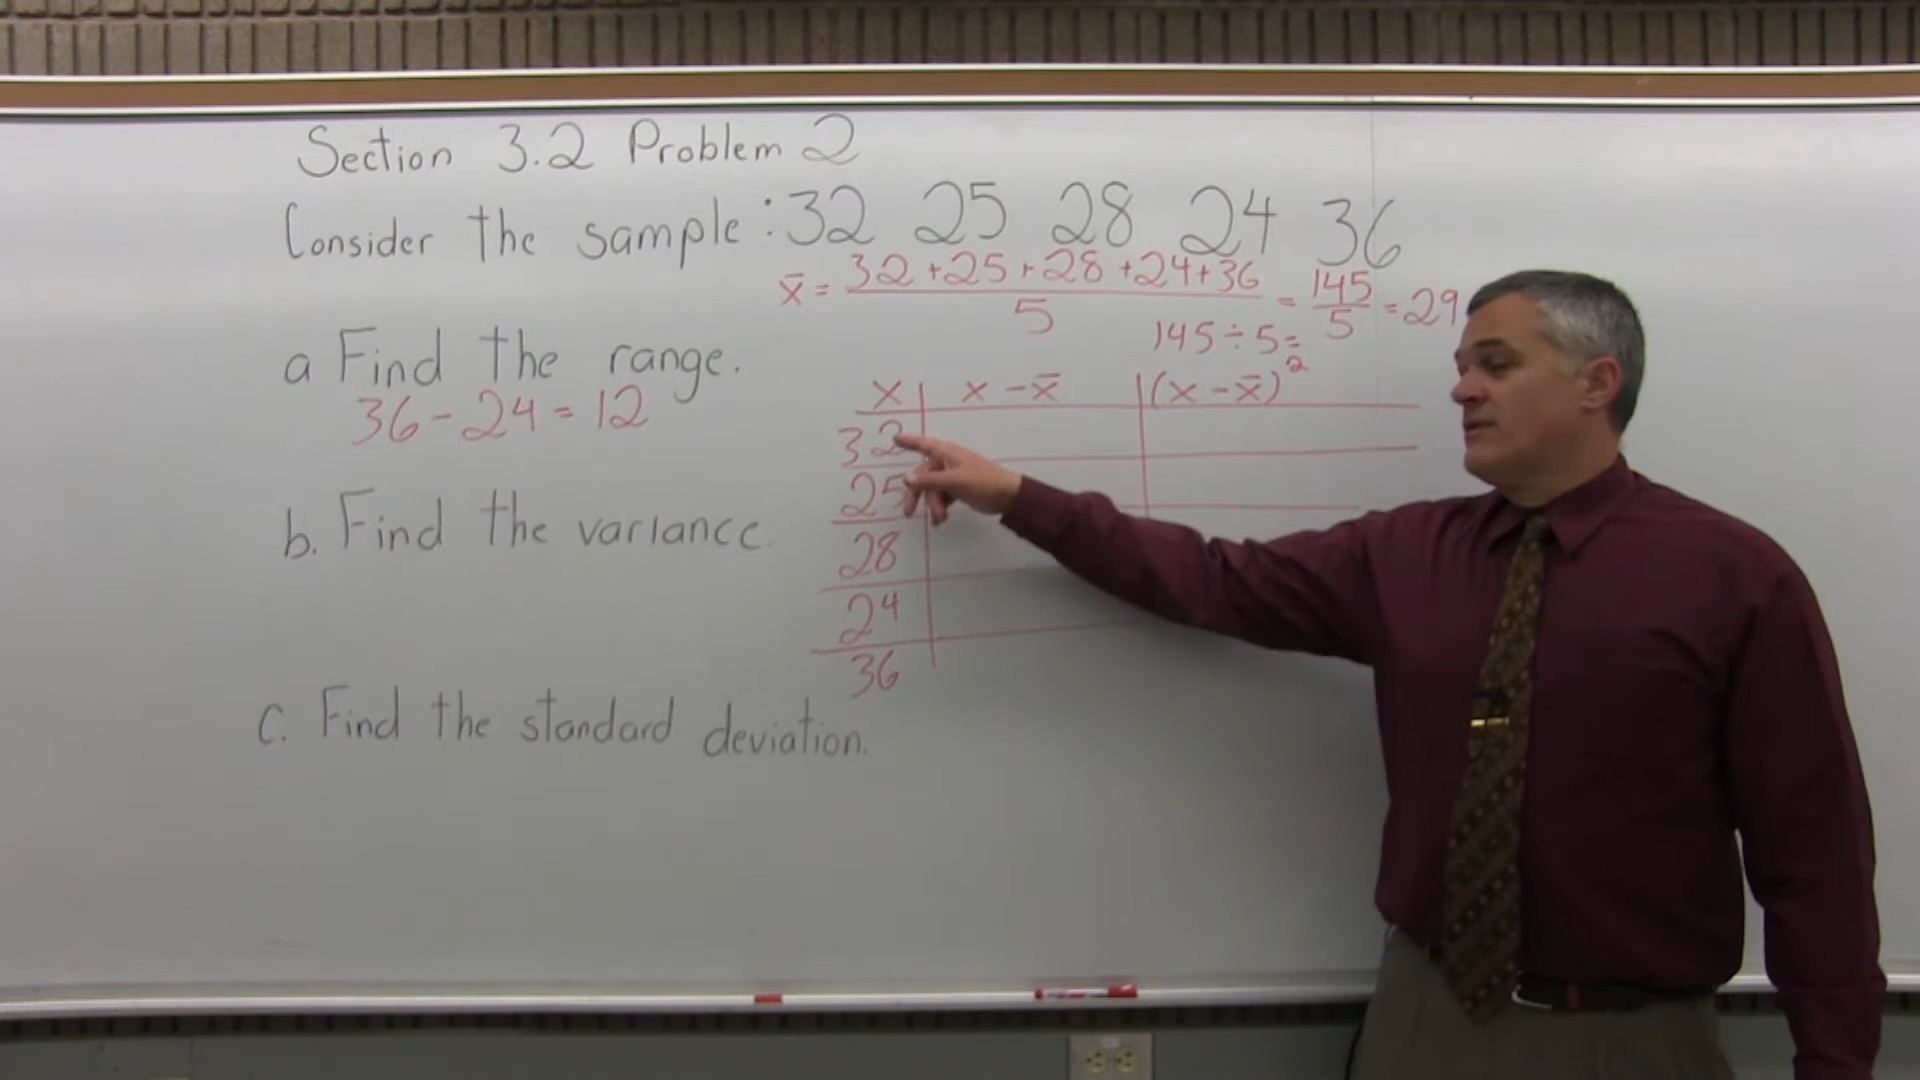 Section 3.2 Problem 2
Consider the sample: 32 25 28 24 36
x̄ = 32+25+28+24+36 / 5 = 145/5 = 29
145÷5=
a Find the range.
36-24=12
x | x-x̄ | (x-x̄)²
32
25
28
24
36
b. Find the variance.
c. Find the standard deviation.